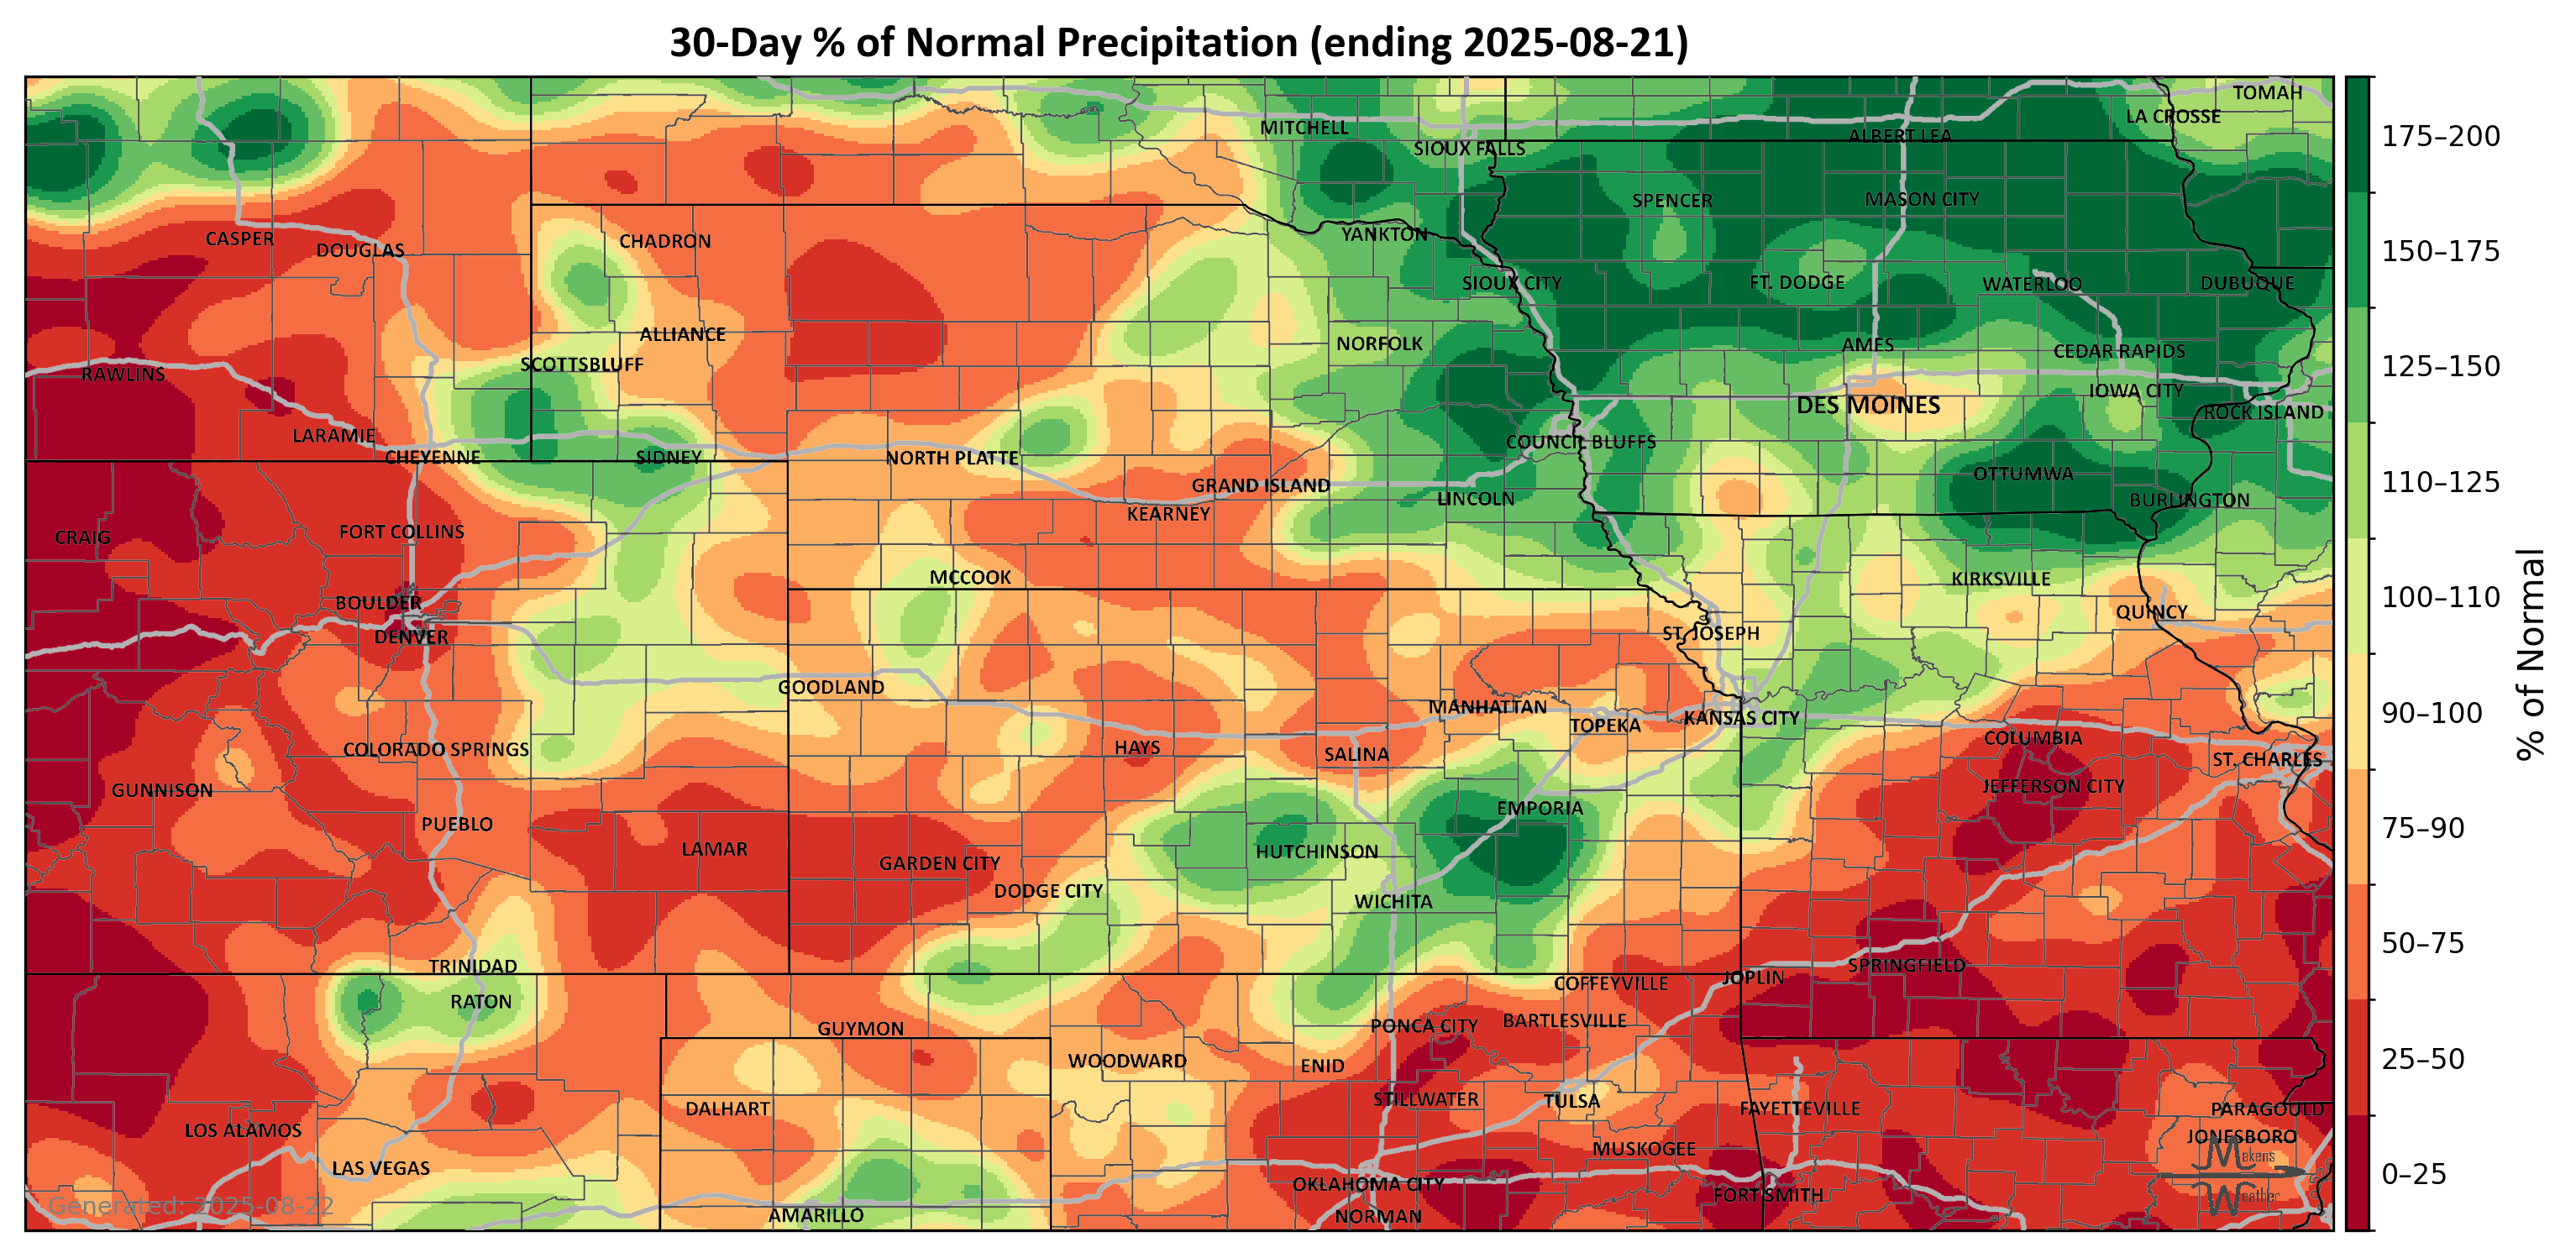 30-Day % of Normal Precipitation (ending 2025-08-21)
TOMAH
LA CROSSE
MITCHELL
ALBERT LEA
SIOUX FALLS
SPENCER
MASON CITY
CASPER
DOUGLAS
CHADRON
YANKTON
SIOUX CITY
FT. DODGE
WATERLOO
DUBUQUE
ALLIANCE
NORFOLK
AMES
CEDAR RAPIDS
RAWLINS
SCOTTSBLUFF
IOWA CITY
DES MOINES
ROCK ISLAND
LARAMIE
COUNCIL BLUFFS
CHEYENNE
SIDNEY
NORTH PLATTE
OTTUMWA
GRAND ISLAND
LINCOLN
BURLINGTON
KEARNEY
CRAIG
FORT COLLINS
MCCOOK
KIRKSVILLE
BOULDER
QUINCY
DENVER
ST. JOSEPH
GOODLAND
MANHATTAN
TOPEKA
KANSAS CITY
COLUMBIA
COLORADO SPRINGS
HAYS
SALINA
ST. CHARLES
GUNNISON
JEFFERSON CITY
EMPORIA
PUEBLO
LAMAR
HUTCHINSON
GARDEN CITY
DODGE CITY
WICHITA
TRINIDAD
SPRINGFIELD
COFFEYVILLE
JOPLIN
RATON
GUYMON
PONCA CITY
BARTLESVILLE
WOODWARD
ENID
DALHART
STILLWATER
TULSA
FAYETTEVILLE
PARAGOULD
LOS ALAMOS
JONESBORO
MUSKOGEE
LAS VEGAS
OKLAHOMA CITY
FORT SMITH
AMARILLO
NORMAN
Makens
Weather
Generated: 2025-08-22
175–200
150–175
125–150
110–125
100–110
90–100
75–90
50–75
25–50
0–25
% of Normal